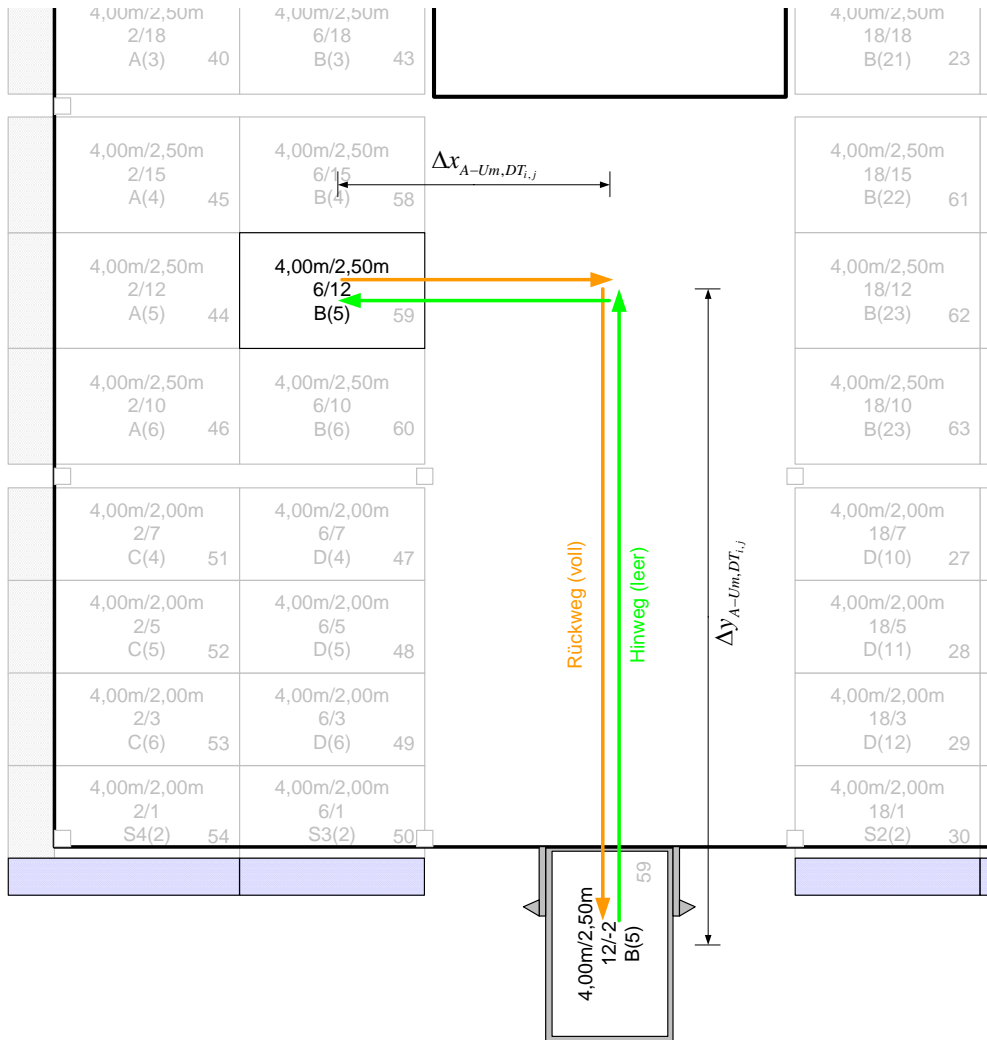 4,00m/2,50m
2/18
A(3) 40
4,00m/2,50m
6/18
B(3) 43
4,00m/2,50m
18/18
B(21) 23
4,00m/2,50m
2/15
A(4) 45
4,00m/2,50m
6/15
B(4) 58
Δx A-Um,DT i,j
4,00m/2,50m
18/15
B(22) 61
4,00m/2,50m
2/12
A(5) 44
4,00m/2,50m
6/12
B(5) 59
4,00m/2,50m
18/12
B(23) 62
4,00m/2,50m
2/10
A(6) 46
4,00m/2,50m
6/10
B(6) 60
4,00m/2,50m
18/10
B(23) 63
4,00m/2,00m
2/7
C(4) 51
4,00m/2,00m
6/7
D(4) 47
Rückweg (voll)
Hinweg (leer)
Δy A-Um,DT i,j
4,00m/2,00m
18/7
D(10) 27
4,00m/2,00m
2/5
C(5) 52
4,00m/2,00m
6/5
D(5) 48
4,00m/2,00m
18/5
D(11) 28
4,00m/2,00m
2/3
C(6) 53
4,00m/2,00m
6/3
D(6) 49
4,00m/2,00m
18/3
D(12) 29
4,00m/2,00m
2/1
S4(2) 54
4,00m/2,00m
6/1
S3(2) 50
4,00m/2,00m
18/1
S2(2) 30
4,00m/2,50m
12/-2
B(5) 59